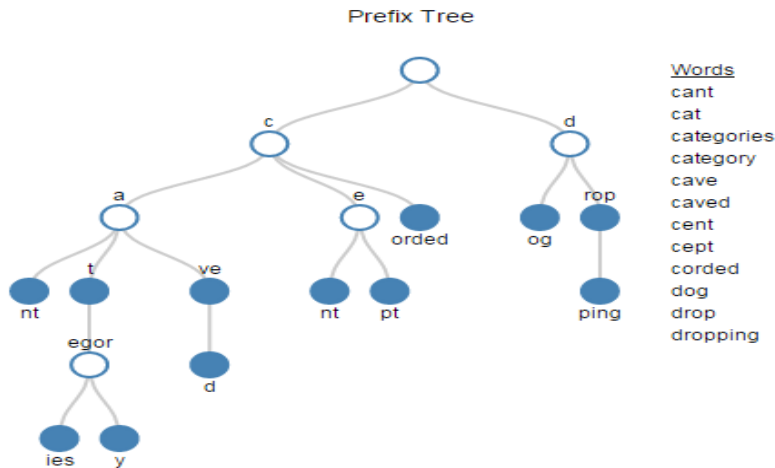 Prefix Tree
Words
cant
cat
categories
category
cave
caved
cent
cept
corded
dog
drop
dropping
c
d
a
e
orded
og
rop
nt
t
ve
nt
pt
ping
egor
d
ies
y